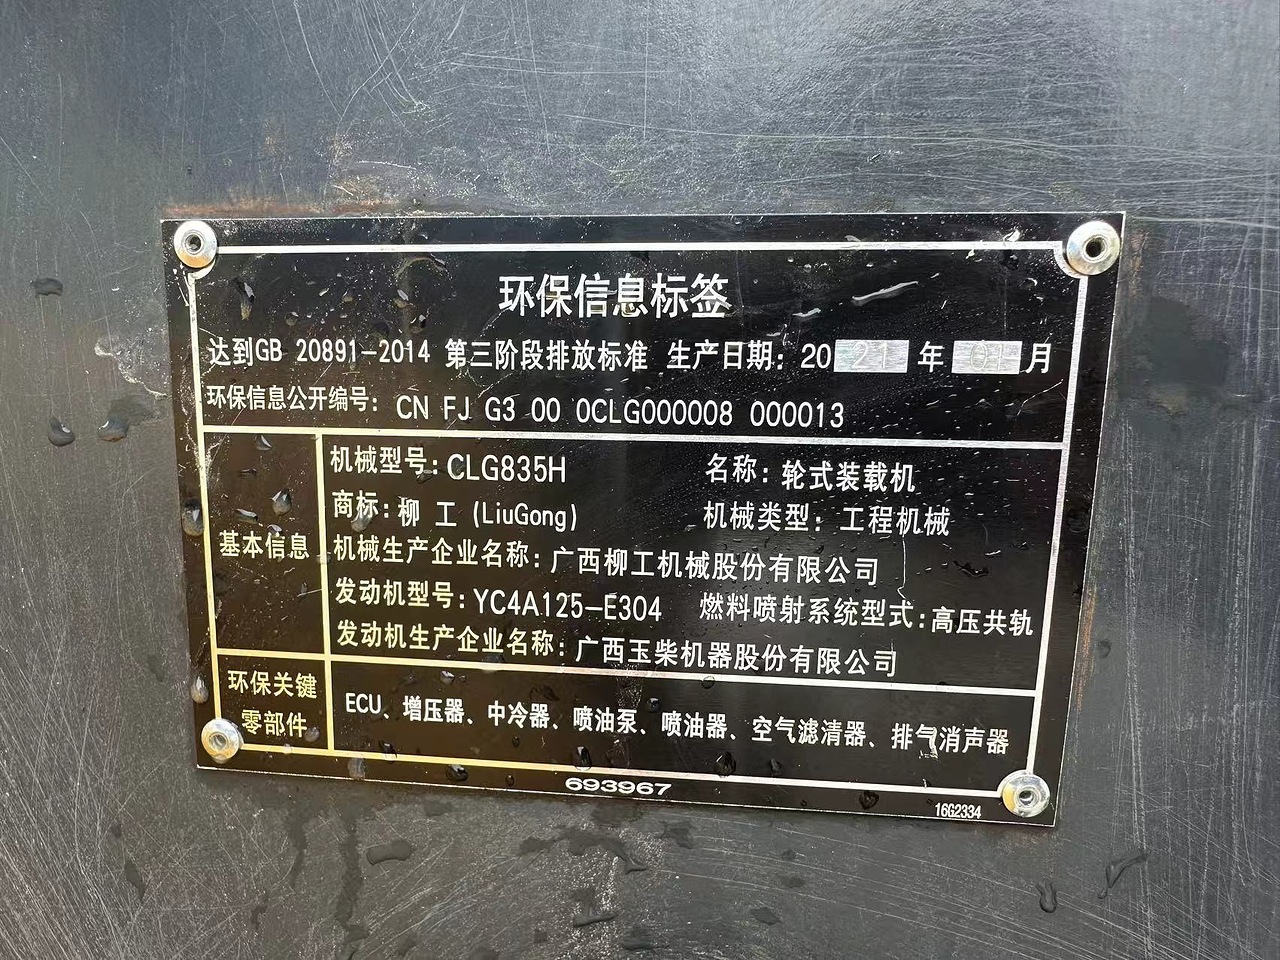 环保信息标签
达到GB 20891-2014 第三阶段排放标准 生产日期: 2021年01月
环保信息公开编号: CN FJ G3 00 0CLG000008 000013
基本信息
机械型号: CLG835H 名称: 轮式装载机
商标: 柳 工 (LiuGong) 机械类型: 工程机械
机械生产企业名称: 广西柳工机械股份有限公司
发动机型号: YC4A125-E304 燃料喷射系统型式: 高压共轨
发动机生产企业名称: 广西玉柴机器股份有限公司
环保关键
零部件
ECU、增压器、中冷器、喷油泵、喷油器、空气滤清器、排气消声器
693967
16G2334